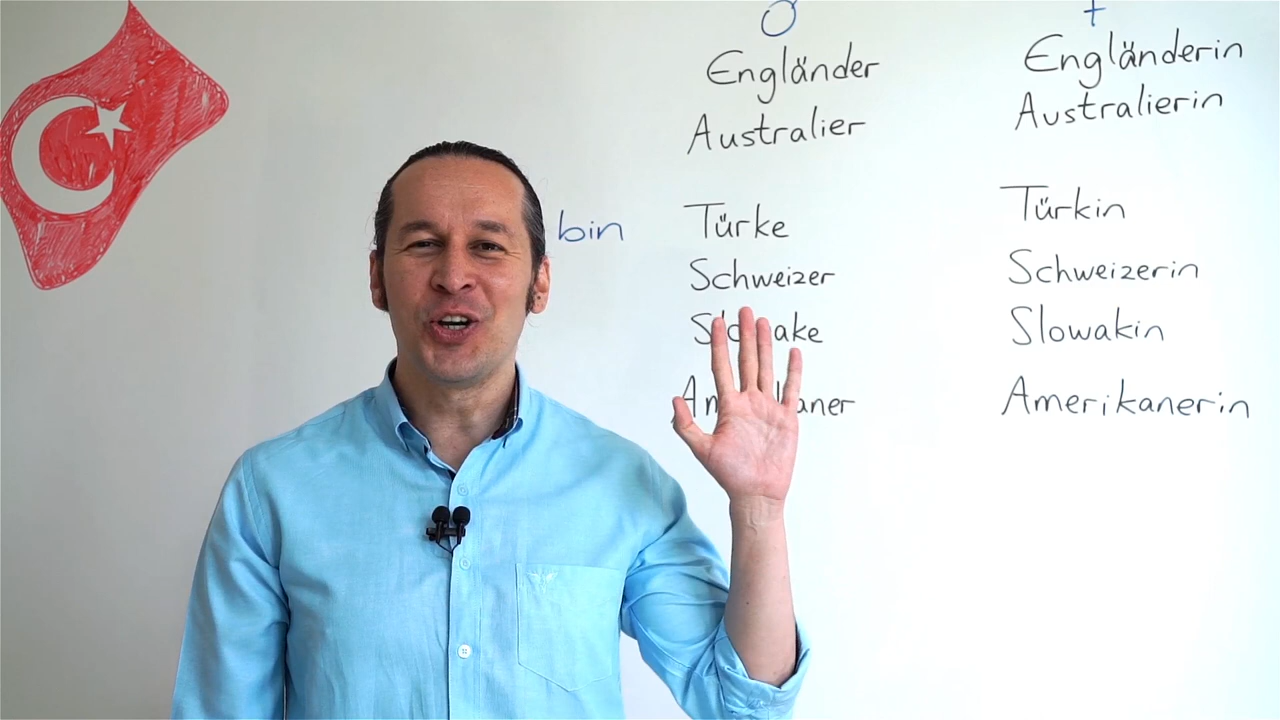 ♂ ♀
Engländer Engländerin
Australier Australierin
bin Türke Türkin
Schweizer Schweizerin
Slowakin
Amerikanerin